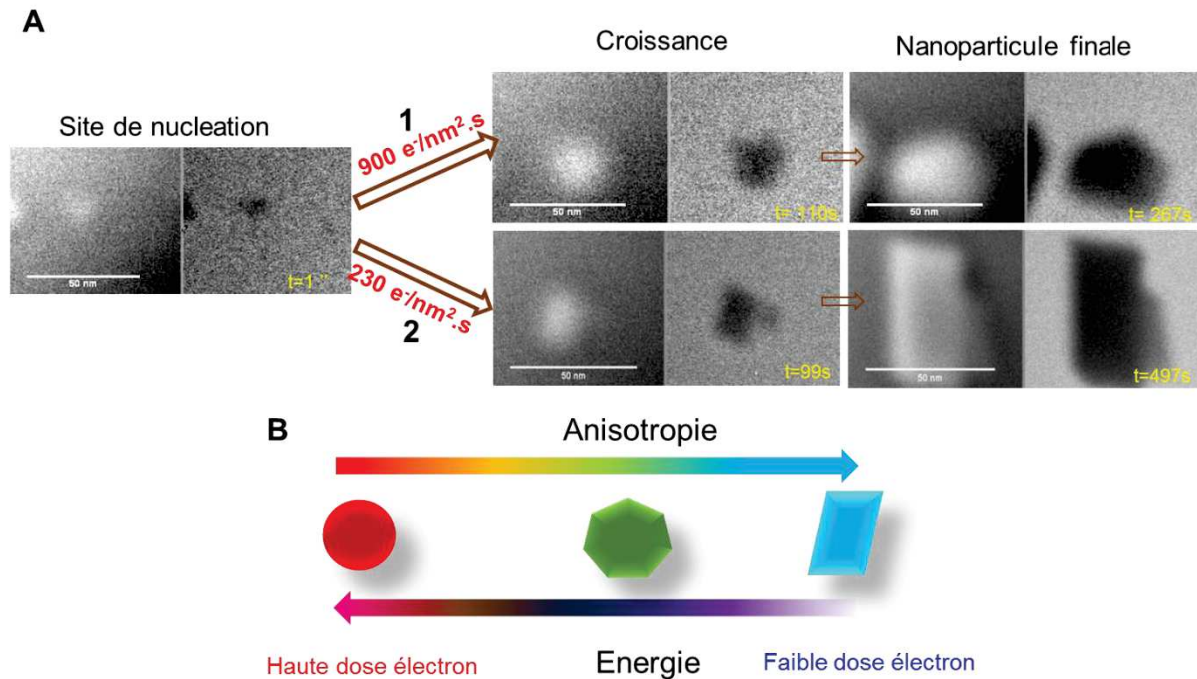 A
Croissance
Nanoparticule finale
Site de nucleation
1
900 e⁻/nm².s
50 nm
t=1 ''
50 nm
t= 110s
50 nm
t= 267s
230 e⁻/nm².s
2
50 nm
t=99s
50 nm
t=497s
B
Anisotropie
Haute dose électron
Energie
Faible dose électron